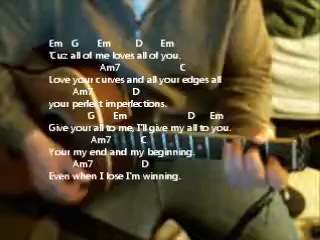 Em G Em D Em
'Cuz all of me loves all of you.
Am7 C
Love your curves and all your edges all
Am7 D
your perfect imperfections.
G Em D Em
Give your all to me, I'll give my all to you.
Am7 C
Your my end and my beginning.
Am7 D
Even when I lose I'm winning.